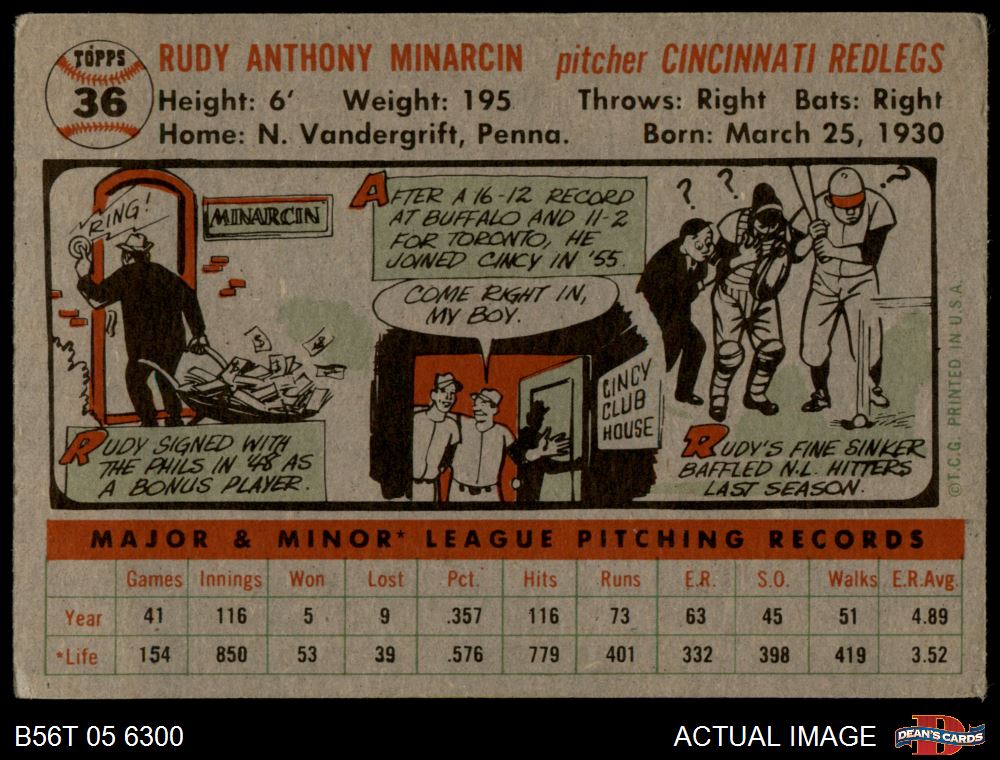 TOPPS
36
RUDY ANTHONY MINARCIN pitcher CINCINNATI REDLEGS
Height: 6' Weight: 195 Throws: Right Bats: Right
Home: N. Vandergrift, Penna. Born: March 25, 1930
RING!
MINARCIN
RUDY SIGNED WITH
THE PHILS IN '48 AS
A BONUS PLAYER.
AFTER A 16-12 RECORD
AT BUFFALO AND 11-2
FOR TORONTO, HE
JOINED CINCY IN '55.
COME RIGHT IN,
MY BOY.
CINCY
CLUB
HOUSE
? ? ?
RUDY'S FINE SINKER
BAFFLED N.L. HITTERS
LAST SEASON.
©T.C.G. PRINTED IN U.S.A.
MAJOR & MINOR* LEAGUE PITCHING RECORDS
Games Innings Won Lost Pct. Hits Runs E.R. S.O. Walks E.R.Avg.
Year 41 116 5 9 .357 116 73 63 45 51 4.89
*Life 154 850 53 39 .576 779 401 332 398 419 3.52
B56T 05 6300
ACTUAL IMAGE
DEAN'S CARDS